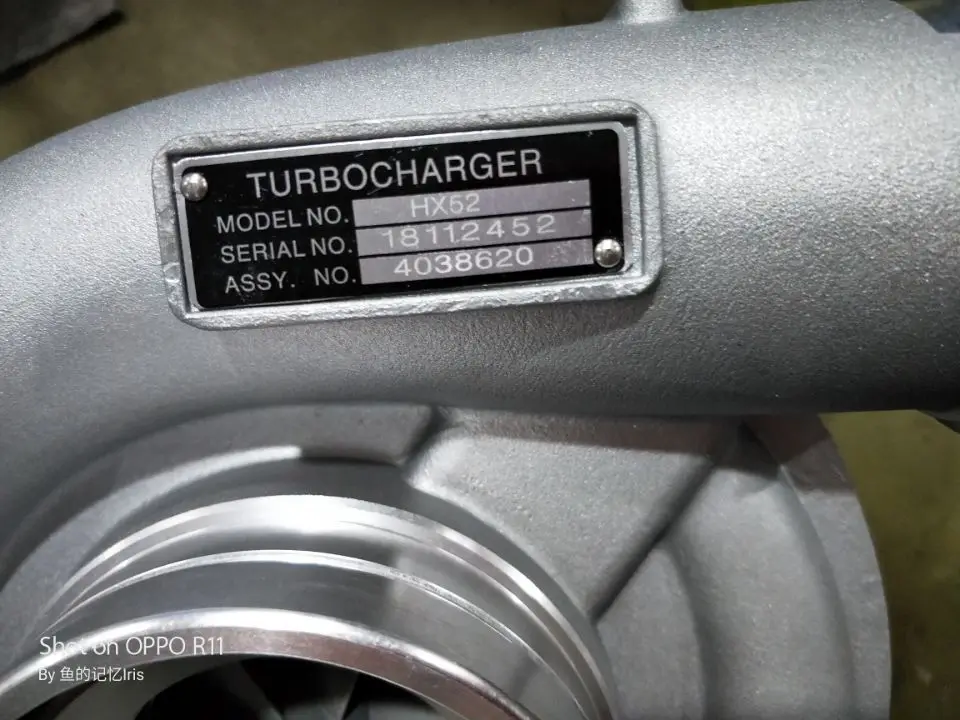 TURBOCHARGER
MODEL NO. HX52
SERIAL NO. 18112452
ASSY. NO. 4038620
Shot on OPPO R11
By 鱼的记忆Iris